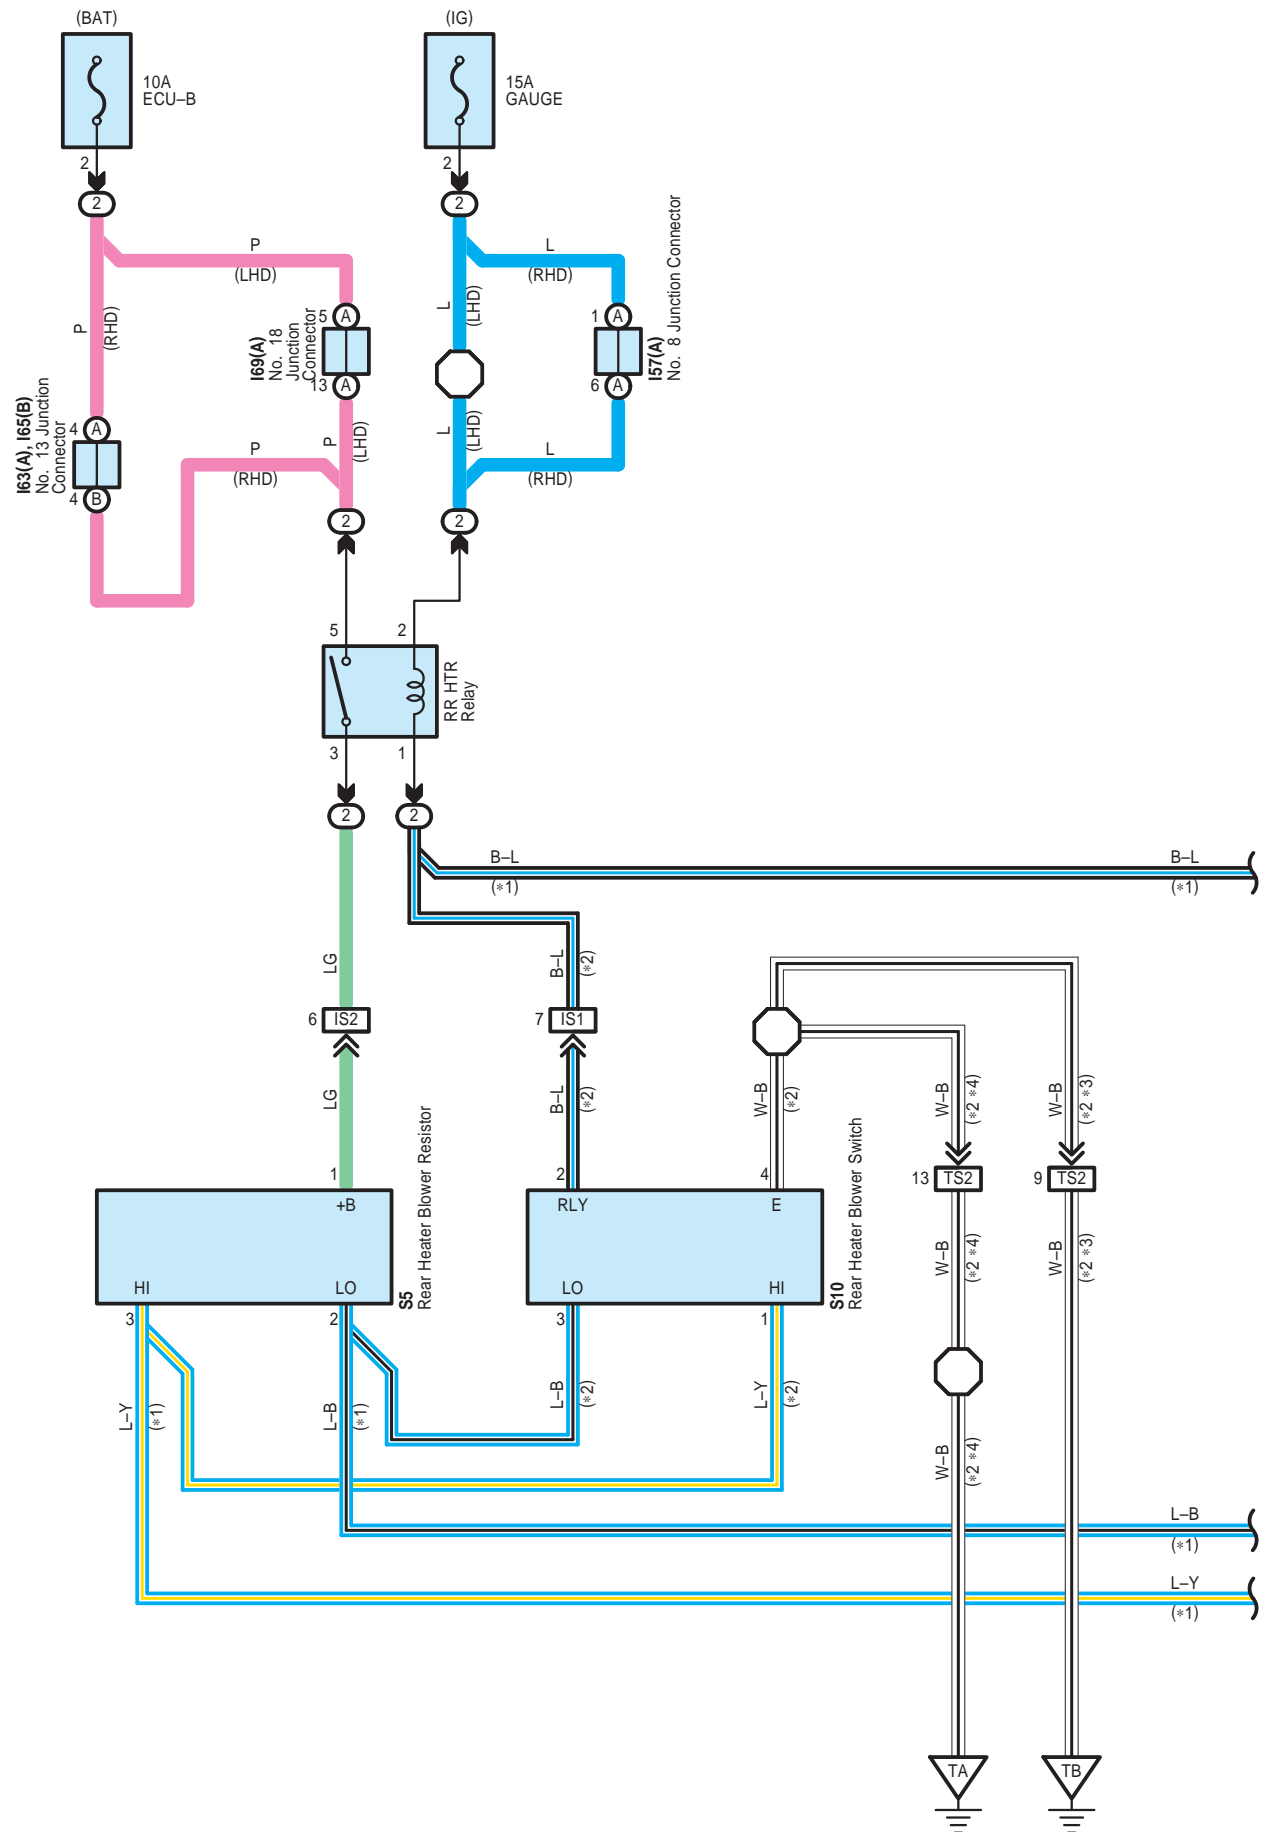 (BAT)
(IG)
10A
ECU–B
15A
GAUGE
2
2
2
2
P
(LHD)
L
(RHD)
P
(RHD)
L
(LHD)
5
A
I69(A)
No. 18
Junction
Connector
13
A
1
A
I57(A)
No. 8 Junction Connector
6
A
4
A
I63(A), I65(B)
No. 13 Junction
Connector
4
B
P
(RHD)
P
(LHD)
L
(LHD)
L
(RHD)
2
2
5
2
RR HTR
Relay
3
1
2
2
B–L
(*1)
B–L
(*1)
LG
B–L
(*2)
6
IS2
7
IS1
LG
B–L
(*2)
W–B
(*2)
W–B
(*2 *4)
W–B
(*2 *3)
1
2
4
13
TS2
9
TS2
+B
RLY
E
S5
Rear Heater Blower Resistor
S10
Rear Heater Blower Switch
W–B
(*2 *4)
W–B
(*2 *3)
HI
LO
LO
HI
3
2
3
1
L–Y
(*1)
L–B
(*1)
L–B
(*2)
L–Y
(*2)
W–B
(*2 *4)
L–B
(*1)
L–Y
(*1)
TA
TB